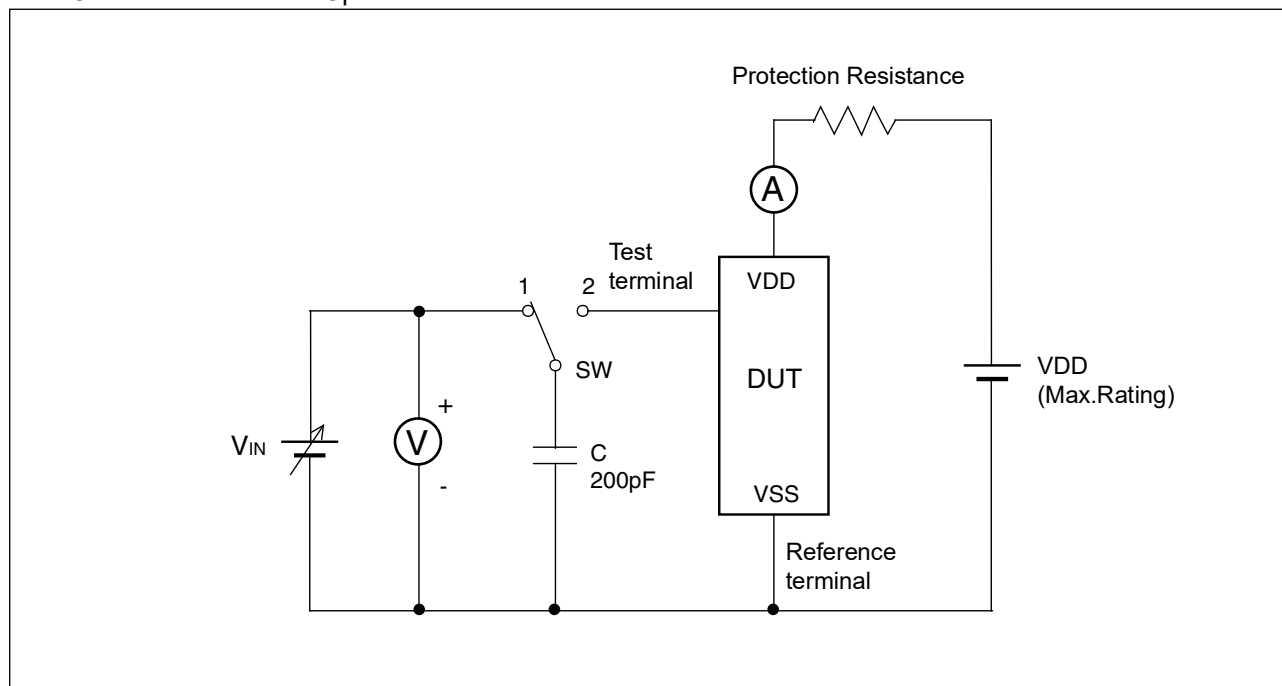 Protection Resistance
A
Test
terminal
1
2
VDD
SW
DUT
VDD
(Max.Rating)
+
V
-
VIN
C
200pF
VSS
Reference
terminal